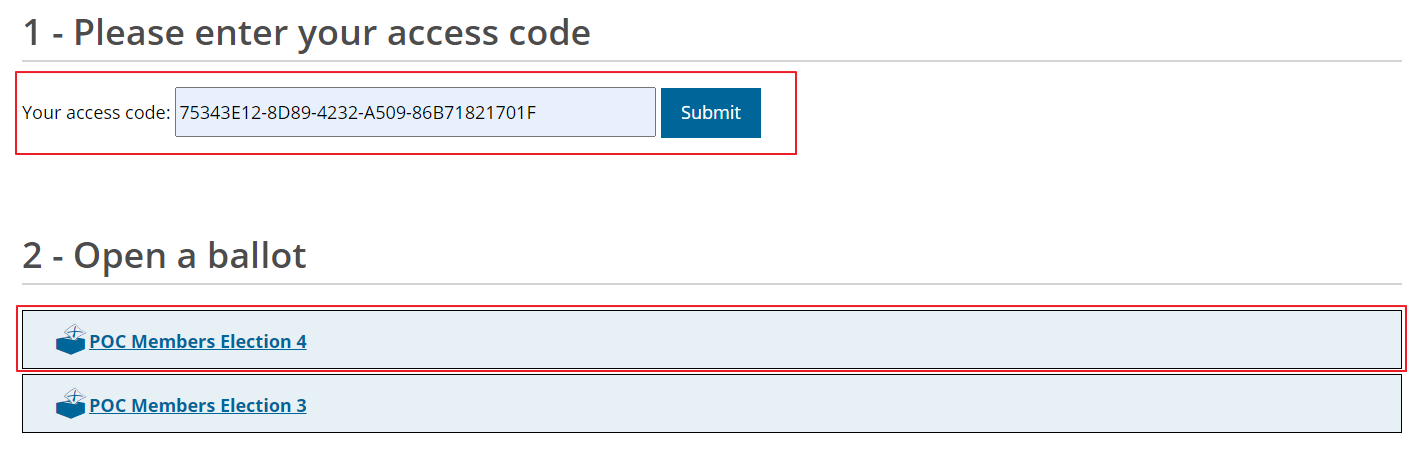 1 - Please enter your access code
Your access code: 75343E12-8D89-4232-A509-86B71821701F Submit
2 - Open a ballot
POC Members Election 4
POC Members Election 3